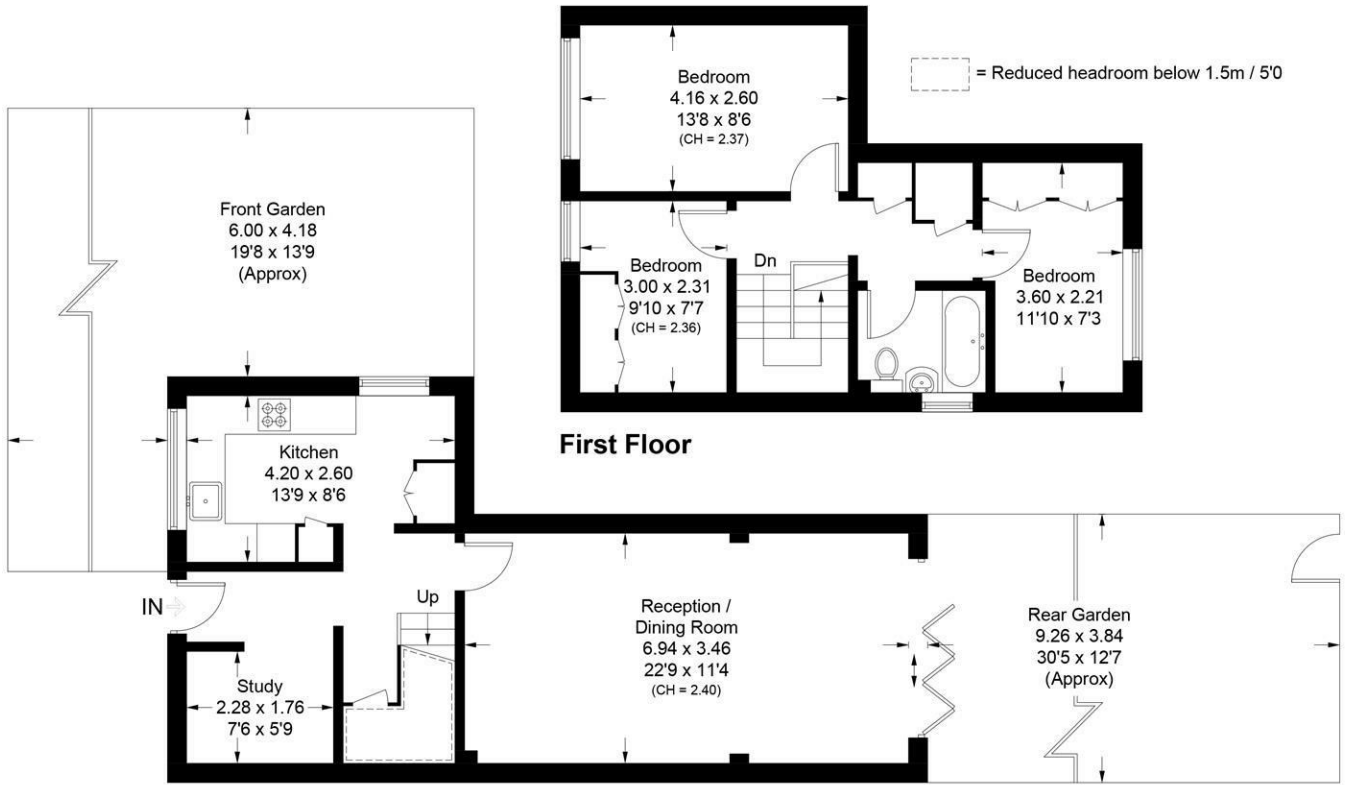 Bedroom
4.16 x 2.60
13'8 x 8'6
(CH = 2.37)
= Reduced headroom below 1.5m / 5'0
Bedroom
3.00 x 2.31
9'10 x 7'7
(CH = 2.36)
Dn
Bedroom
3.60 x 2.21
11'10 x 7'3
First Floor
Front Garden
6.00 x 4.18
19'8 x 13'9
(Approx)
Kitchen
4.20 x 2.60
13'9 x 8'6
IN
Up
Study
2.28 x 1.76
7'6 x 5'9
Reception /
Dining Room
6.94 x 3.46
22'9 x 11'4
(CH = 2.40)
Rear Garden
9.26 x 3.84
30'5 x 12'7
(Approx)